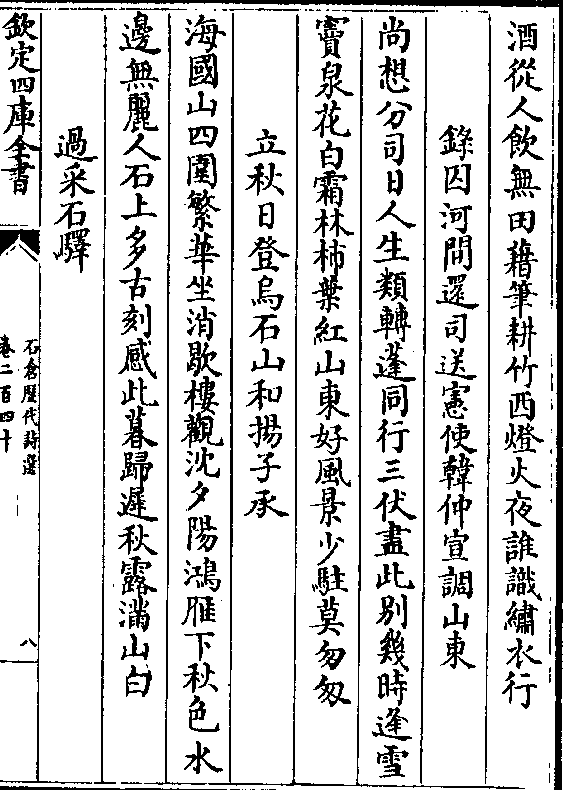 酒從人飲無田藉筆耕竹西燈火夜誰識繡衣行
錄囚河間還司送憲使韓仲宣調山東
尚想分司日人生類轉蓬同行三伏盡此别幾時逢雪
竇泉花白霜林柿葉紅山東好風景少駐莫匆匆
立秋日登烏石山和揚子承
海國山四圍繁華坐消歇樓觀沈夕陽鴻雁下秋色水
邊無麗人石上多古刻感此暮歸遲秋露滿山白
過采石驛
欽定四庫全書
石倉歷代詩選
卷二百四十
八